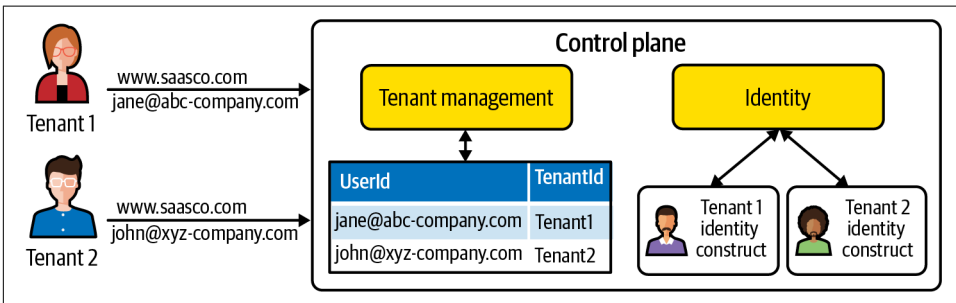 Control plane
www.saasco.com
jane@abc-company.com
Tenant 1
www.saasco.com
john@xyz-company.com
Tenant 2
Tenant management
UserId TenantId
jane@abc-company.com Tenant1
john@xyz-company.com Tenant2
Identity
Tenant 1
identity
construct
Tenant 2
identity
construct